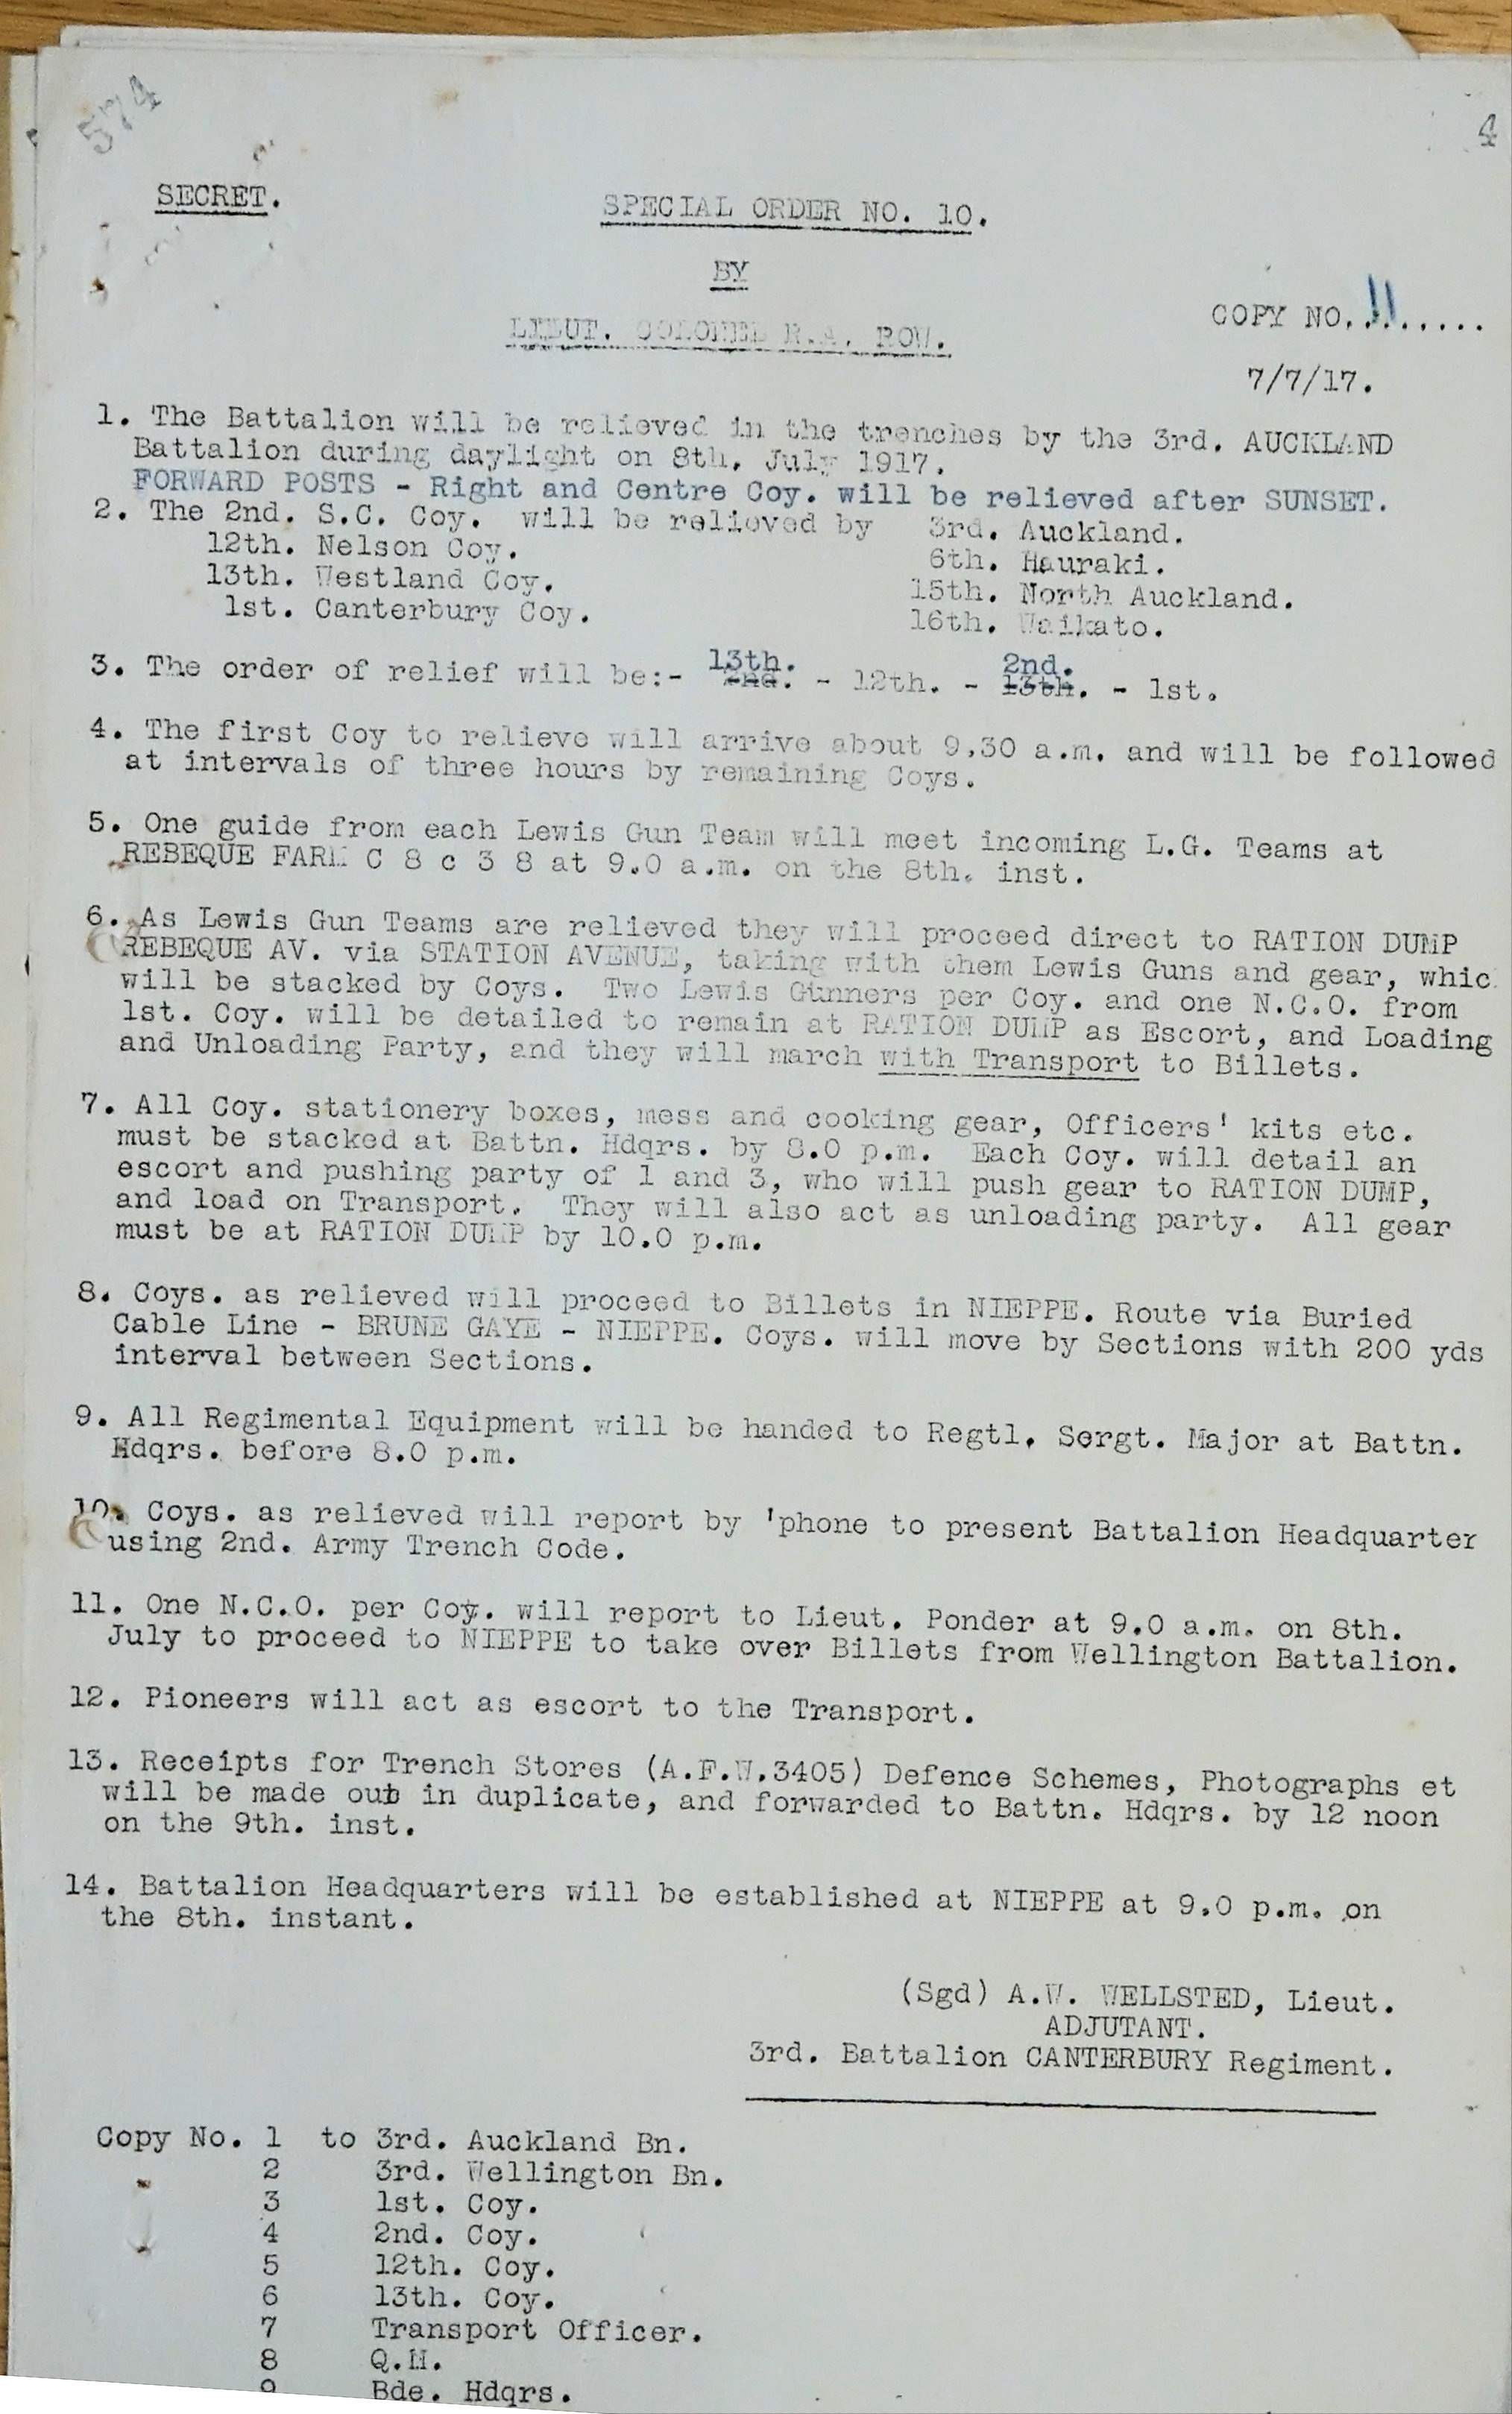 574
4
SECRET.
SPECIAL ORDER NO. 10.
BY
COPY NO. 11.......
LIEUT. COLONEL R.A. ROW.
7/7/17.
1. The Battalion will be relieved in the trenches by the 3rd. AUCKLAND
Battalion during daylight on 8th. July 1917.
FORWARD POSTS - Right and Centre Coy. will be relieved after SUNSET.
2. The 2nd. S.C. Coy. will be relieved by 3rd. Auckland.
12th. Nelson Coy. 6th. Hauraki.
13th. Westland Coy. 15th. North Auckland.
1st. Canterbury Coy. 16th. Waikato.
13th. 2nd.
3. The order of relief will be:- 2nd. - 12th. - 13th. - 1st.
4. The first Coy to relieve will arrive about 9.30 a.m. and will be followed
at intervals of three hours by remaining Coys.
5. One guide from each Lewis Gun Team will meet incoming L.G. Teams at
REBEQUE FARM C 8 c 3 8 at 9.0 a.m. on the 8th. inst.
6. As Lewis Gun Teams are relieved they will proceed direct to RATION DUMP
REBEQUE AV. via STATION AVENUE, taking with them Lewis Guns and gear, whic
will be stacked by Coys. Two Lewis Gunners per Coy. and one N.C.O. from
1st. Coy. will be detailed to remain at RATION DUMP as Escort, and Loading
and Unloading Party, and they will march with Transport to Billets.
7. All Coy. stationery boxes, mess and cooking gear, Officers' kits etc.
must be stacked at Battn. Hdqrs. by 8.0 p.m. Each Coy. will detail an
escort and pushing party of 1 and 3, who will push gear to RATION DUMP,
and load on Transport. They will also act as unloading party. All gear
must be at RATION DUMP by 10.0 p.m.
8. Coys. as relieved will proceed to Billets in NIEPPE. Route via Buried
Cable Line - BRUNE GAYE - NIEPPE. Coys. will move by Sections with 200 yds
interval between Sections.
9. All Regimental Equipment will be handed to Regtl. Sergt. Major at Battn.
Hdqrs. before 8.0 p.m.
10. Coys. as relieved will report by 'phone to present Battalion Headquarter
using 2nd. Army Trench Code.
11. One N.C.O. per Coy. will report to Lieut. Ponder at 9.0 a.m. on 8th.
July to proceed to NIEPPE to take over Billets from Wellington Battalion.
12. Pioneers will act as escort to the Transport.
13. Receipts for Trench Stores (A.F.W.3405) Defence Schemes, Photographs et
will be made out in duplicate, and forwarded to Battn. Hdqrs. by 12 noon
on the 9th. inst.
14. Battalion Headquarters will be established at NIEPPE at 9.0 p.m. on
the 8th. instant.
(Sgd) A.W. WELLSTED, Lieut.
ADJUTANT.
3rd. Battalion CANTERBURY Regiment.
Copy No. 1 to 3rd. Auckland Bn.
2 3rd. Wellington Bn.
3 1st. Coy.
4 2nd. Coy.
5 12th. Coy.
6 13th. Coy.
7 Transport Officer.
8 Q.M.
9 Bde. Hdqrs.